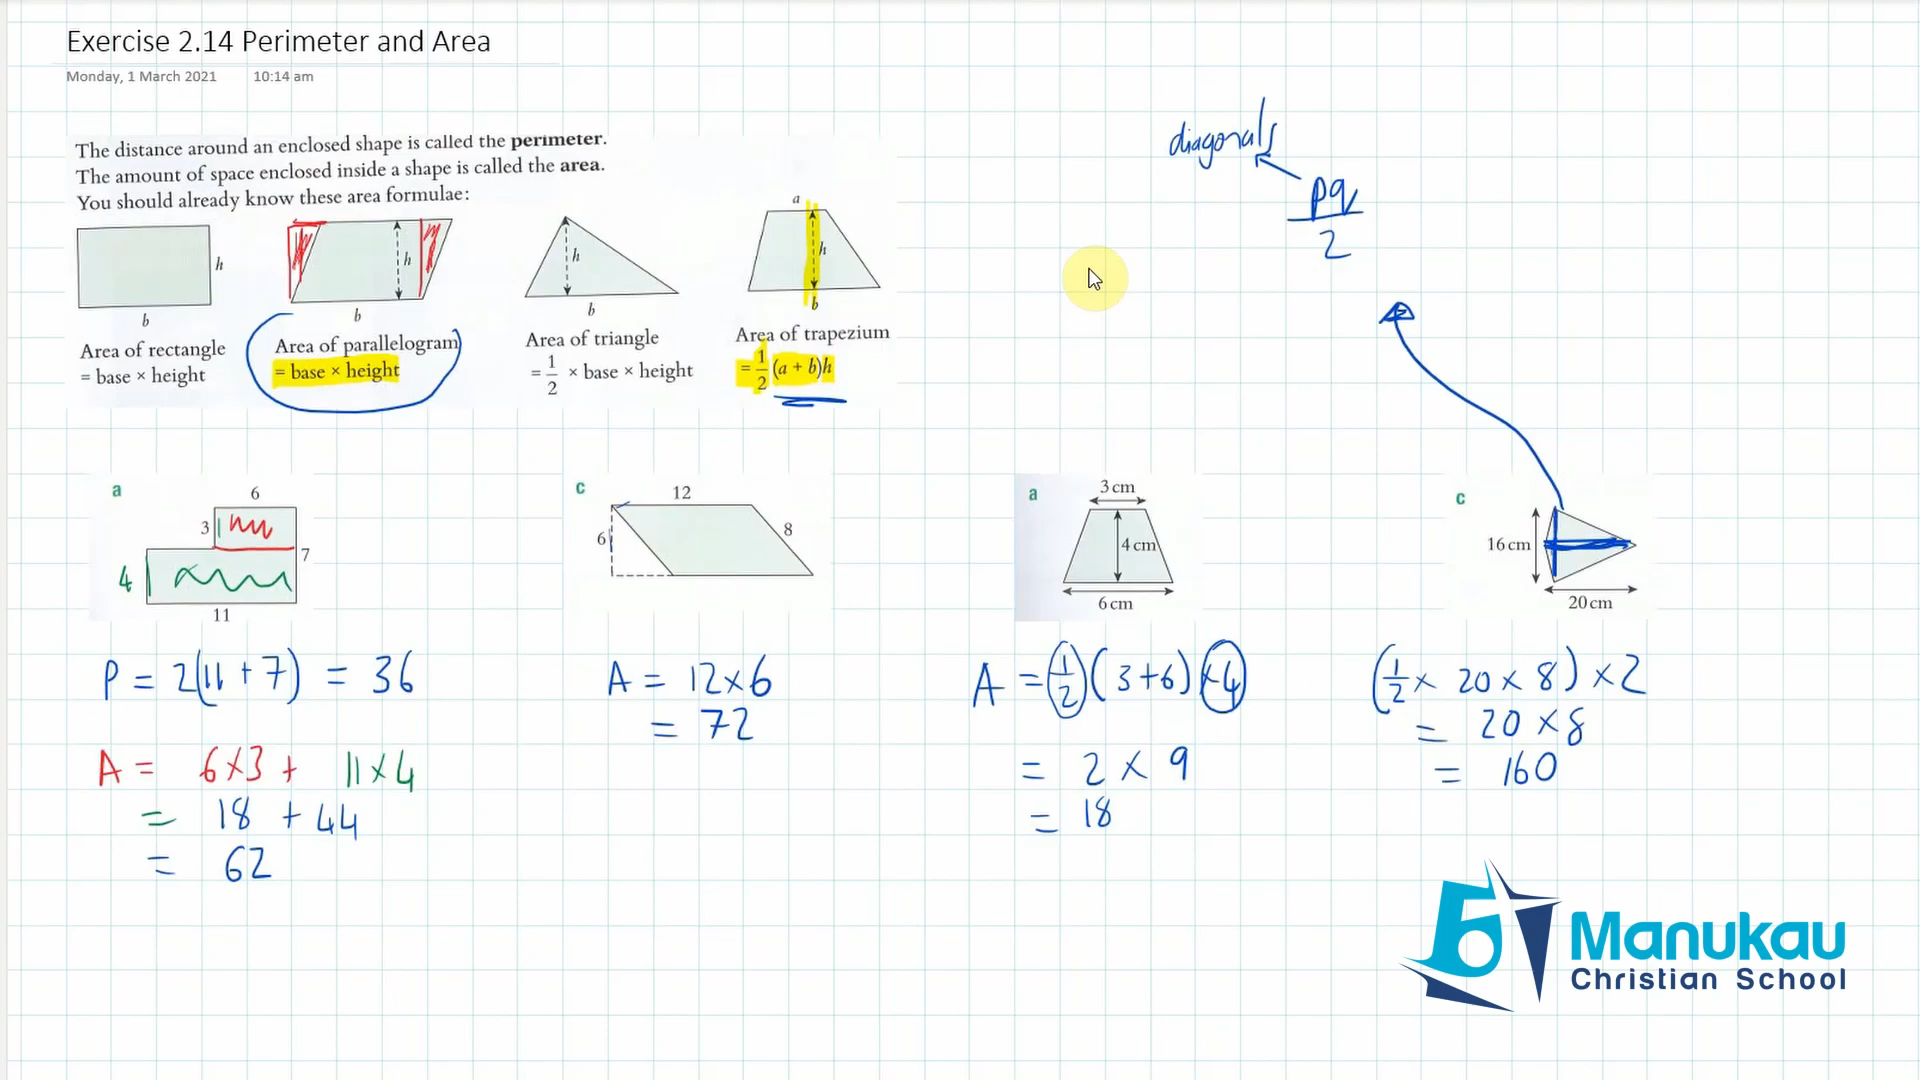 Exercise 2.14 Perimeter and Area
Monday, 1 March 2021 10:14 am
The distance around an enclosed shape is called the perimeter.
The amount of space enclosed inside a shape is called the area.
You should already know these area formulae:
h
b
Area of rectangle
= base × height
h
b
Area of parallelogram
= base × height
h
b
Area of triangle
= 1/2 × base × height
a
h
b
Area of trapezium
= 1/2 (a + b)h
diagonals
pq/2
a
6
3
7
4
11
P = 2(11 + 7) = 36
A = 6×3 + 11×4
= 18 + 44
= 62
c
12
6
8
A = 12×6
= 72
a
3 cm
4 cm
6 cm
A = 1/2 (3+6) ×4
= 2 × 9
= 18
c
16 cm
20 cm
(1/2 × 20 × 8) × 2
= 20 × 8
= 160
Manukau
Christian School